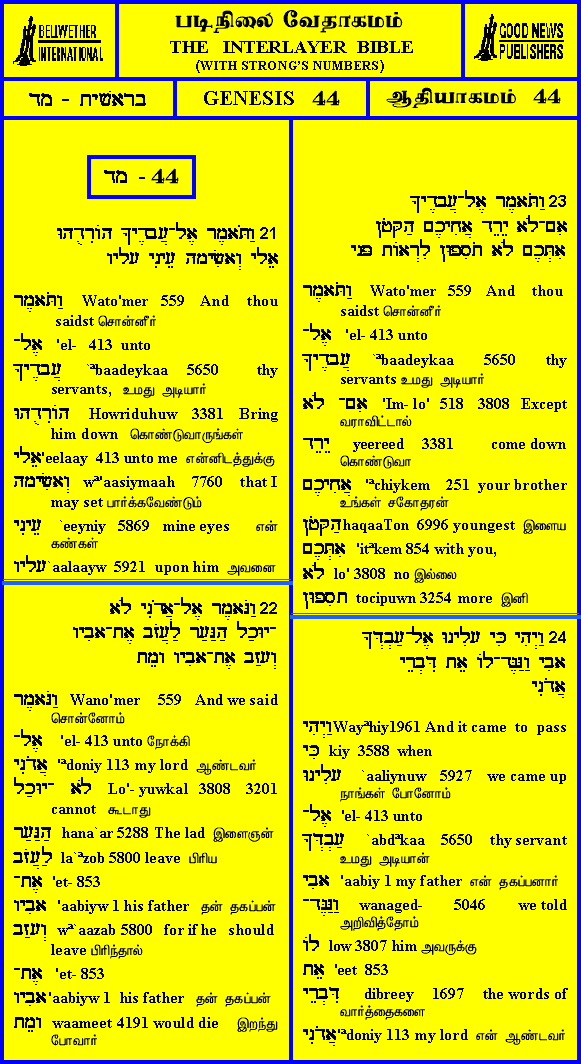 BELLWETHER
INTERNATIONAL
படிநிலை வேதாகமம்
THE INTERLAYER BIBLE
(WITH STRONG'S NUMBERS)
GOOD NEWS
PUBLISHERS
בראשית - מד
GENESIS 44
ஆதியாகமம் 44
44 - מד
21 וַתֹּאמֶר אֶל־עֲבָדֶיךָ הוֹרִדֻהוּ
אֵלָי וְאָשִׂימָה עֵינִי עָלָיו
וַתֹּאמֶר Wato'mer 559 And thou
saidst சொன்னீர்
אֶל־ 'el- 413 unto
עֲבָדֶיךָ `ªbaadeykaa 5650 thy
servants, உமது அடியார்
הוֹרִדֻהוּ Howriduhuw 3381 Bring
him down கொண்டுவாருங்கள்
אֵלַי 'eelaay 413 unto me என்னிடத்துக்கு
וְאָשִׂימָה wª'aasiymaah 7760 that I
may set பார்க்கவேண்டும்
עֵינִי `eeyniy 5869 mine eyes என்
கண்கள்
עָלָיו `aalaayw 5921 upon him அவனை
22 וַנֹּאמֶר אֶל־אֲדֹנִי לֹא
־יוּכַל הַנַּעַר לַעֲזֹב אֶת־אָבִיו
וְעָזַב אֶת־אָבִיו וָמֵת
וַנֹּאמֶר Wano'mer 559 And we said
சொன்னோம்
אֶל־ 'el- 413 unto நோக்கி
אֲדֹנִי 'ªdoniy 113 my lord ஆண்டவர்
לֹא ־יוּכַל Lo'- yuwkal 3808 3201
cannot கூடாது
הַנַּעַר hana`ar 5288 The lad இளைஞன்
לַעֲזֹב la`ªzob 5800 leave பிரிய
אֶת־ 'et- 853
אָבִיו 'aabiyw 1 his father தன் தகப்பன்
וְעָזַב wª`aazab 5800 for if he should
leave பிரிந்தால்
אֶת־ 'et- 853
אָבִיו 'aabiyw 1 his father தன் தகப்பன்
וָמֵת waameet 4191 would die இறந்து
போவார்
23 וַתֹּאמֶר אֶל־עֲבָדֶיךָ
אִם־לֹא יֵרֵד אֲחִיכֶם הַקָּטֹן
אִתְּכֶם לֹא תֹסִפוּן לִרְאוֹת פָּנָי
וַתֹּאמֶר Wato'mer 559 And thou
saidst சொன்னீர்
אֶל־ 'el- 413 unto
עֲבָדֶיךָ `ªbaadeykaa 5650 thy
servants உமது அடியார்
אִם־ לֹא 'Im- lo' 518 3808 Except
வராவிட்டால்
יֵרֵד yeereed 3381 come down
கொண்டுவா
אֲחִיכֶם 'ªchiykem 251 your brother
உங்கள் சகோதரன்
הַקָּטֹן haqaaTon 6996 youngest இளைய
אִתְּכֶם 'itªkem 854 with you,
לֹא lo' 3808 no இல்லை
תֹסִפוּן tocipuwn 3254 more இனி
24 וַיְהִי כִּי עָלִינוּ אֶל־עַבְדְּךָ
אָבִי וַנַּגֶּד־לוֹ אֵת דִּבְרֵי
אֲדֹנִי
וַיְהִי Wayªhiy1961 And it came to pass
כִּי kiy 3588 when
עָלִינוּ `aaliynuw 5927 we came up
நாங்கள் போனோம்
אֶל־ 'el- 413 unto
עַבְדְּךָ `abdªkaa 5650 thy servant
உமது அடியான்
אָבִי 'aabiy 1 my father என் தகப்பனார்
וַנַּגֶּד־ wanaged- 5046 we told
அறிவித்தோம்
לוֹ low 3807 him அவருக்கு
אֵת 'eet 853
דִּבְרֵי dibreey 1697 the words of
வார்த்தைகளை
אֲדֹנִי 'ªdoniy 113 my lord என் ஆண்டவர்